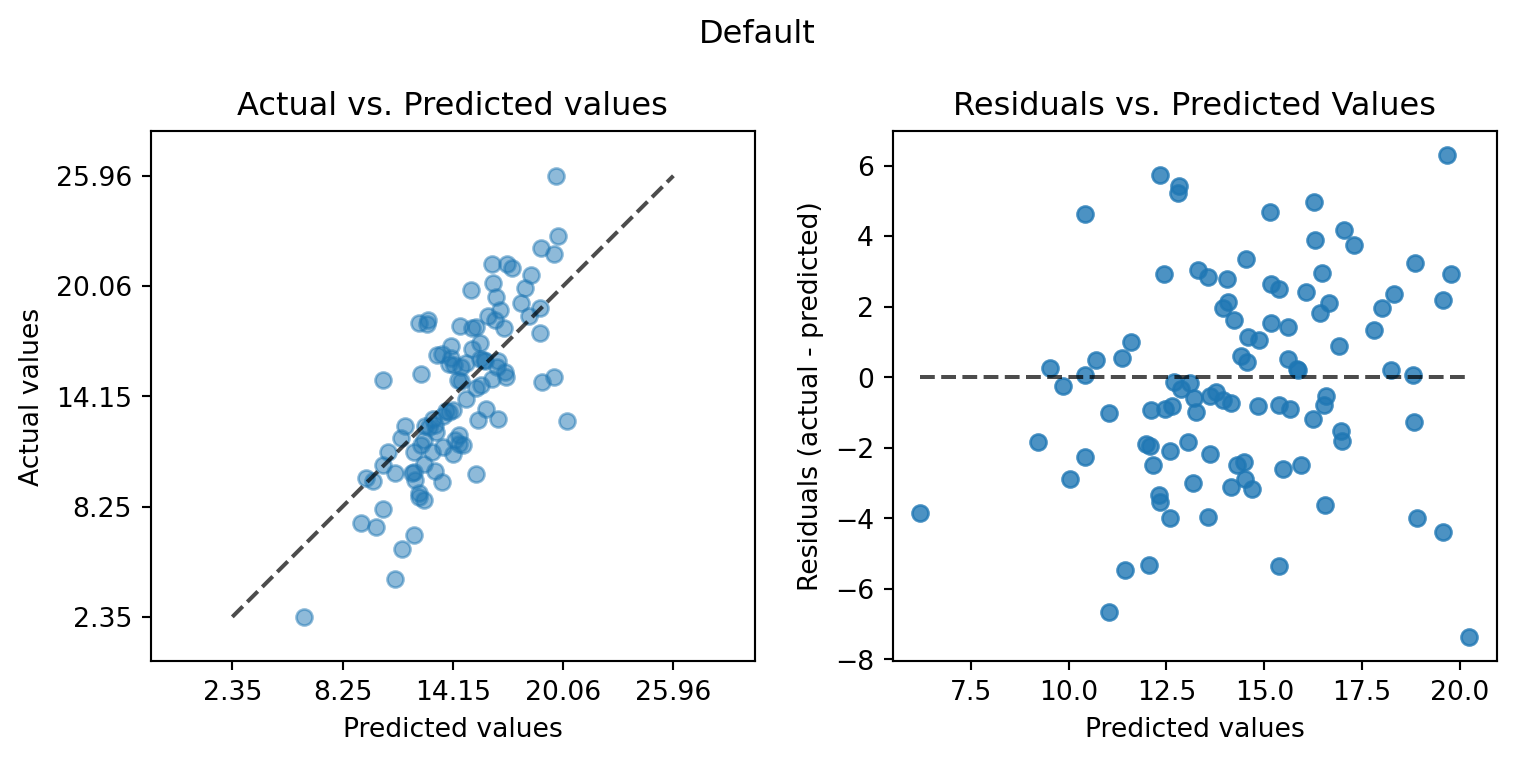 Default
Actual vs. Predicted values
25.96
20.06
14.15
8.25
2.35
Actual values
2.35 8.25 14.15 20.06 25.96
Predicted values
Residuals vs. Predicted Values
6
4
2
0
−2
−4
−6
−8
Residuals (actual - predicted)
7.5 10.0 12.5 15.0 17.5 20.0
Predicted values